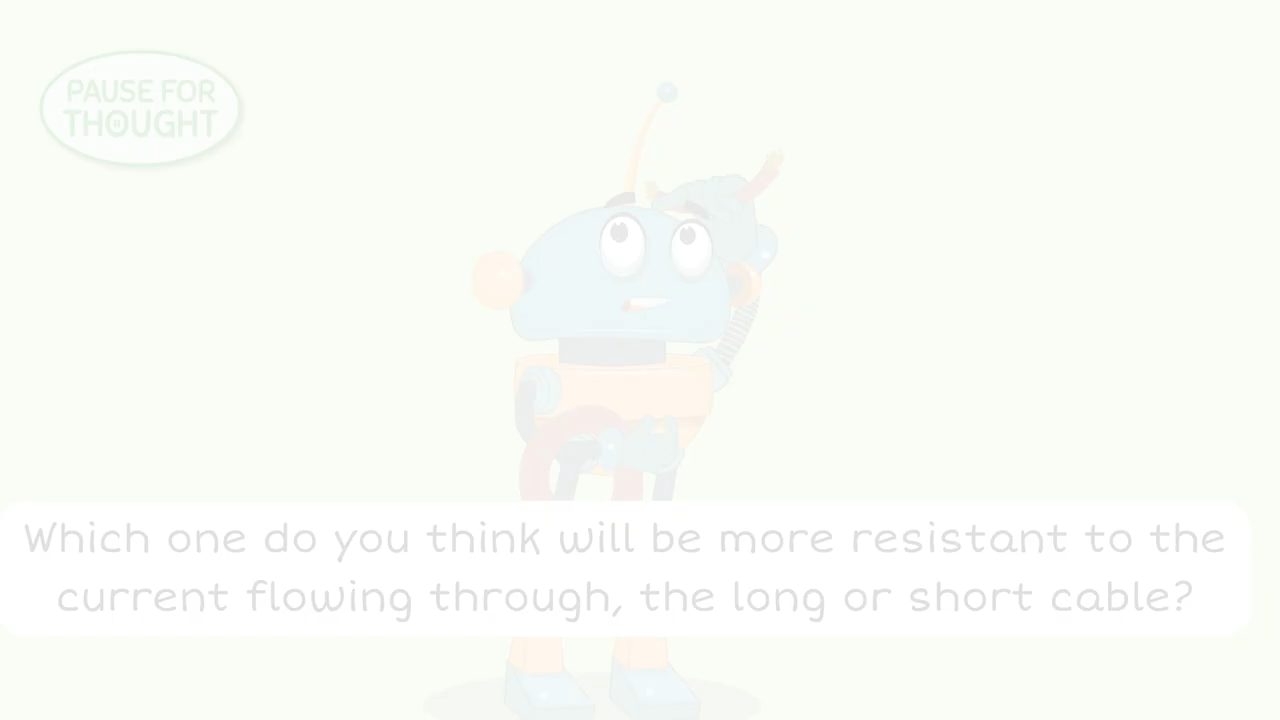 PAUSE FOR
THOUGHT
Which one do you think will be more resistant to the
current flowing through, the long or short cable?